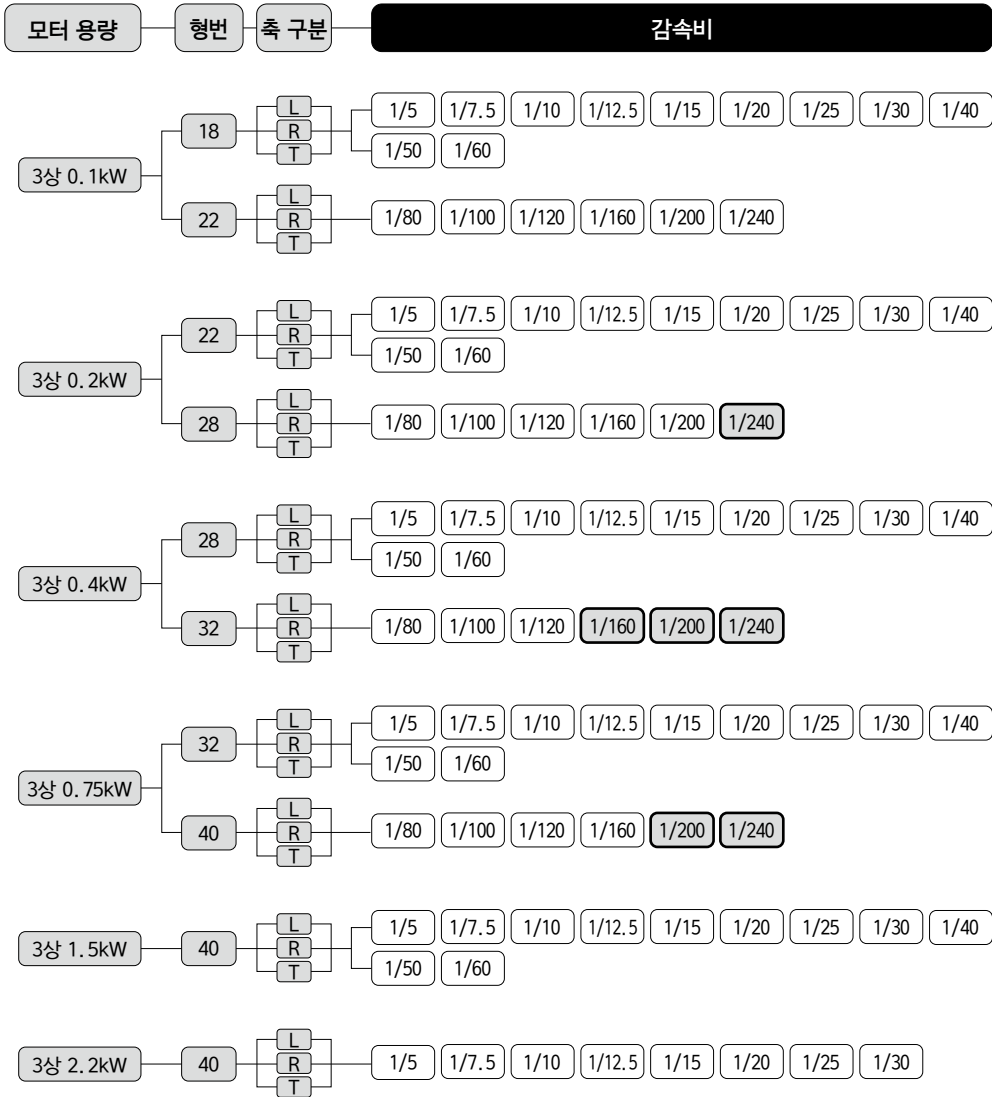 모터 용량 형번 축 구분 감속비
L
1/5 1/7.5 1/10 1/12.5 1/15 1/20 1/25 1/30 1/40
18 R
T 1/50 1/60
3상 0.1kW
L
22 R 1/80 1/100 1/120 1/160 1/200 1/240
T
L 1/5 1/7.5 1/10 1/12.5 1/15 1/20 1/25 1/30 1/40
22 R
T 1/50 1/60
3상 0.2kW
L
28 R 1/80 1/100 1/120 1/160 1/200 1/240
T
L 1/5 1/7.5 1/10 1/12.5 1/15 1/20 1/25 1/30 1/40
28 R
T 1/50 1/60
3상 0.4kW
L
32 R 1/80 1/100 1/120 1/160 1/200 1/240
T
L 1/5 1/7.5 1/10 1/12.5 1/15 1/20 1/25 1/30 1/40
32 R
T 1/50 1/60
3상 0.75kW
L
40 R 1/80 1/100 1/120 1/160 1/200 1/240
T
L 1/5 1/7.5 1/10 1/12.5 1/15 1/20 1/25 1/30 1/40
3상 1.5kW 40 R
T 1/50 1/60
L
3상 2.2kW 40 R 1/5 1/7.5 1/10 1/12.5 1/15 1/20 1/25 1/30
T